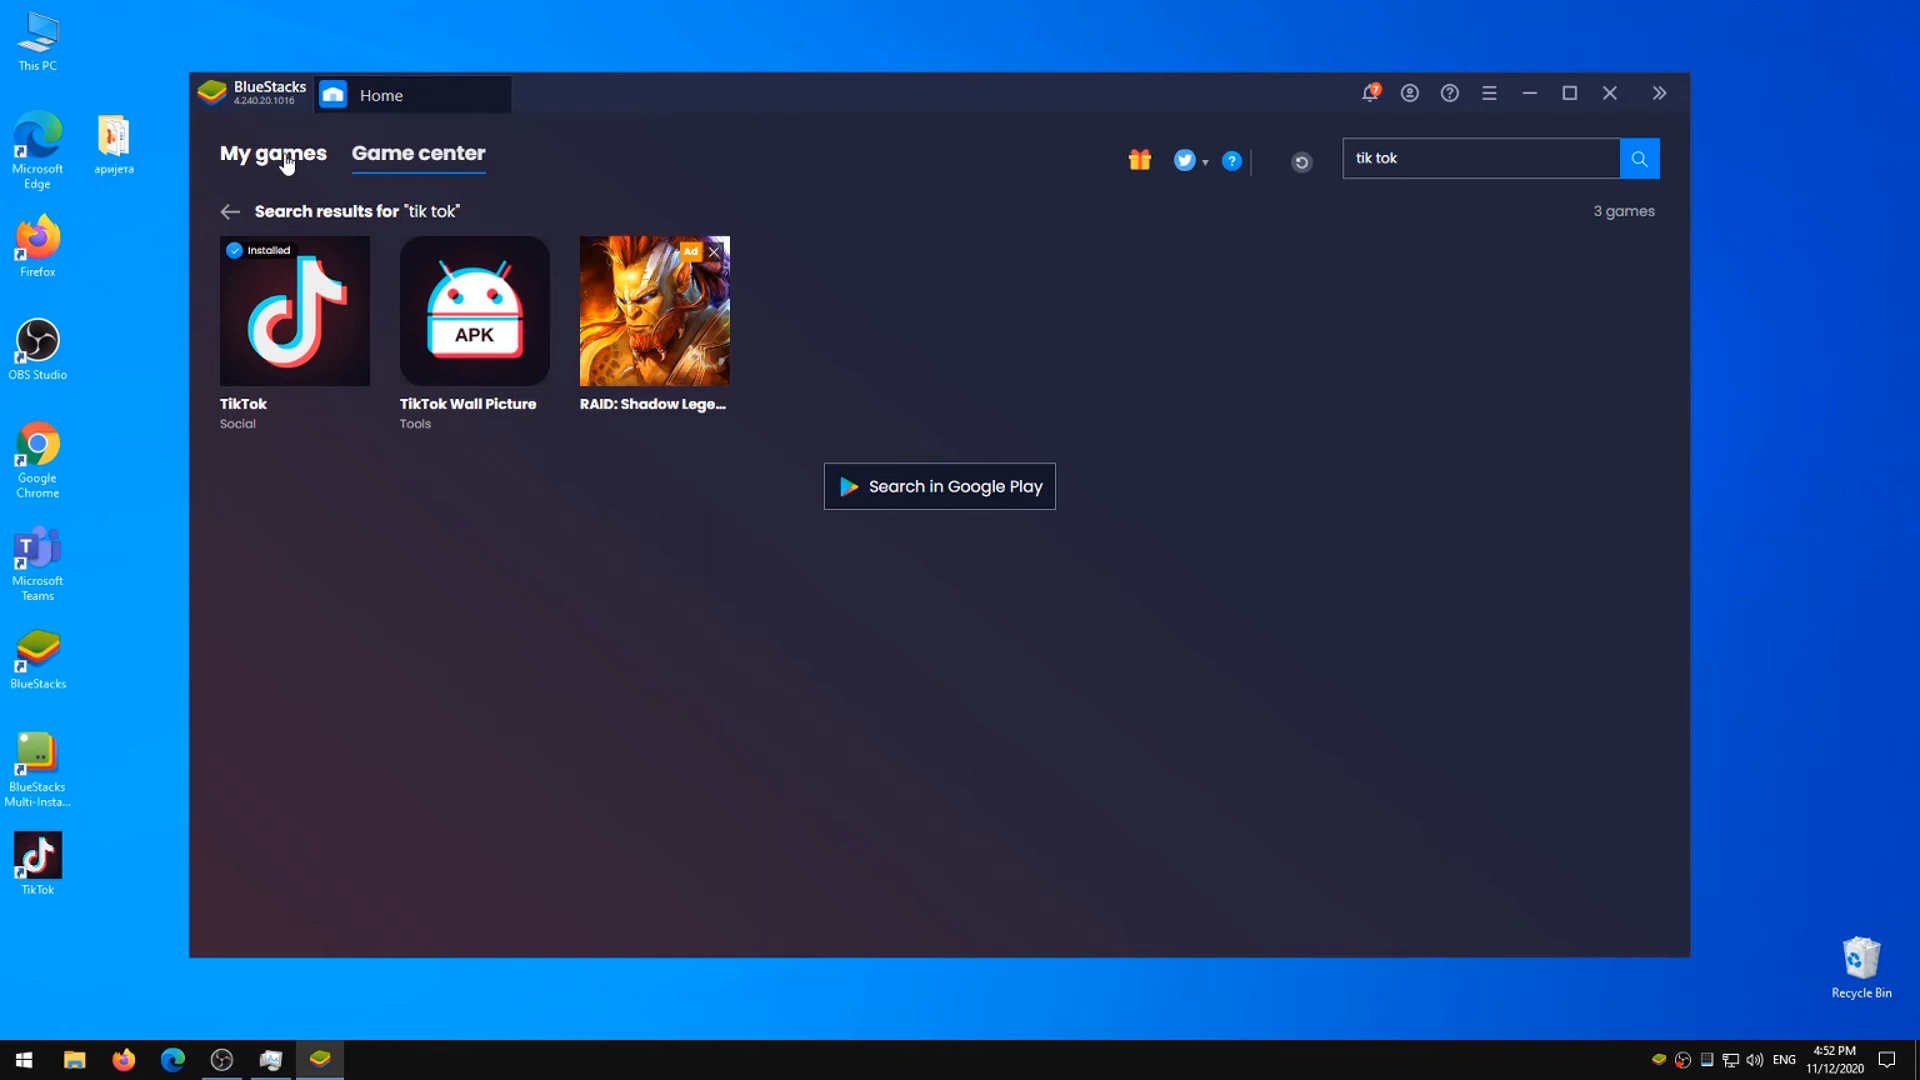 This PC
Microsoft
Edge
аријета
Firefox
OBS Studio
Google
Chrome
Microsoft
Teams
BlueStacks
BlueStacks
Multi-Insta...
TikTok
BlueStacks
4.240.20.1016
Home
7
My games
Game center
?
tik tok
Search results for "tik tok"
3 games
Installed
APK
Ad
TikTok
Social
TikTok Wall Picture
Tools
RAID: Shadow Lege...
Search in Google Play
Recycle Bin
ENG
4:52 PM
11/12/2020